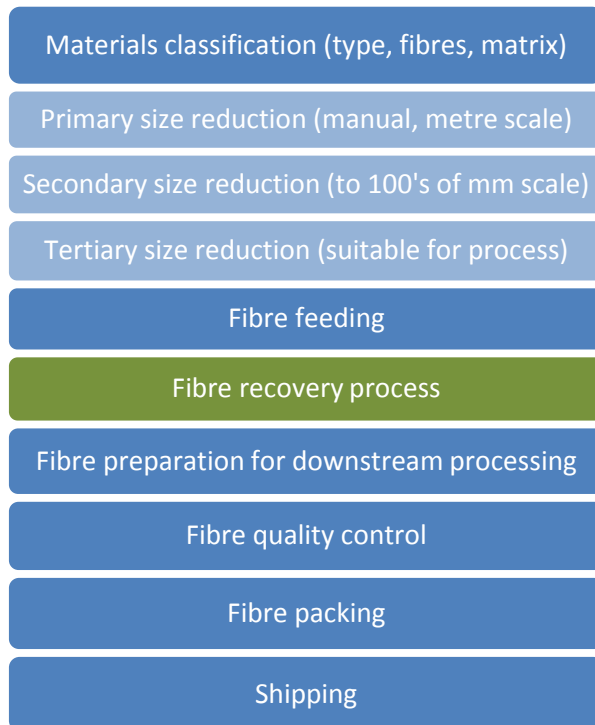 Materials classification (type, fibres, matrix)
Primary size reduction (manual, metre scale)
Secondary size reduction (to 100's of mm scale)
Tertiary size reduction (suitable for process)
Fibre feeding
Fibre recovery process
Fibre preparation for downstream processing
Fibre quality control
Fibre packing
Shipping